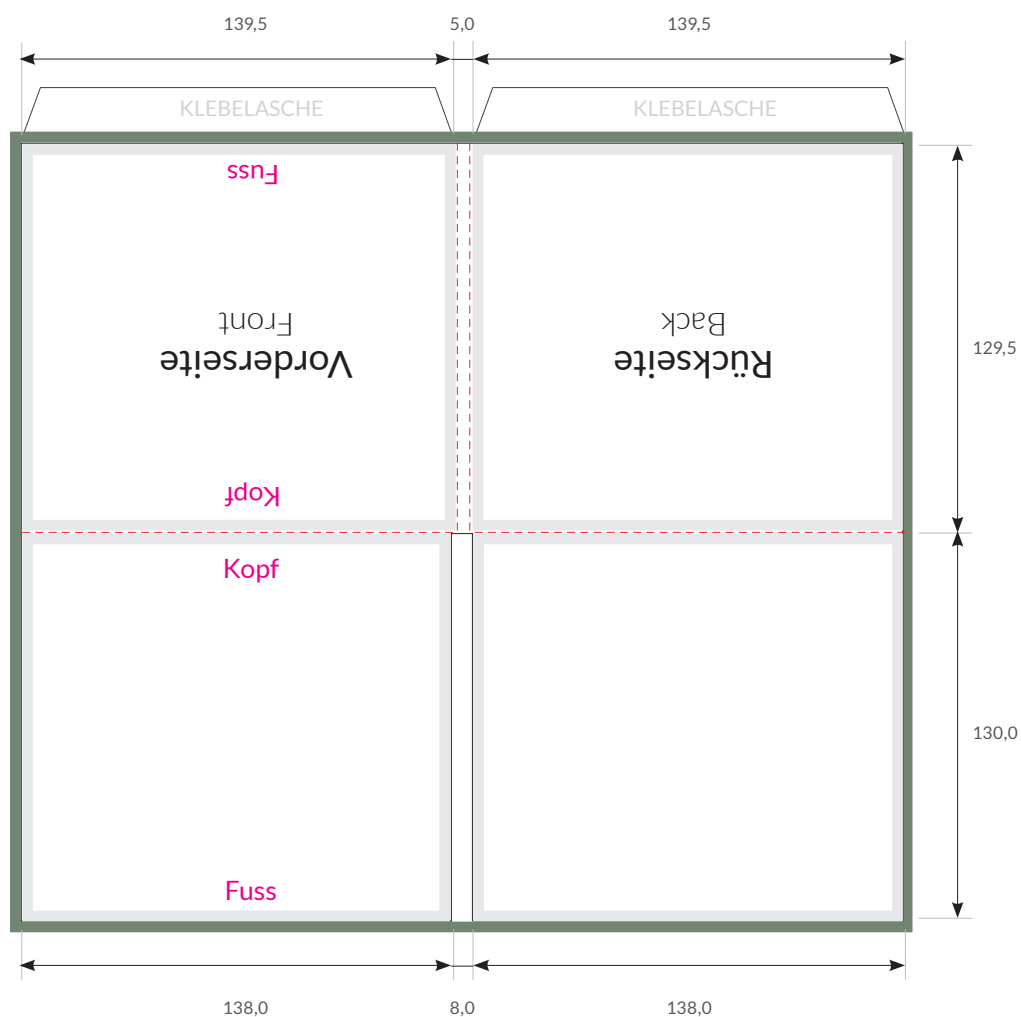 139,5
5,0
139,5
KLEBELASCHE
KLEBELASCHE
Fuss
Front
Back
Vorderseite
Rückseite
129,5
Kopf
Kopf
130,0
Fuss
138,0
8,0
138,0